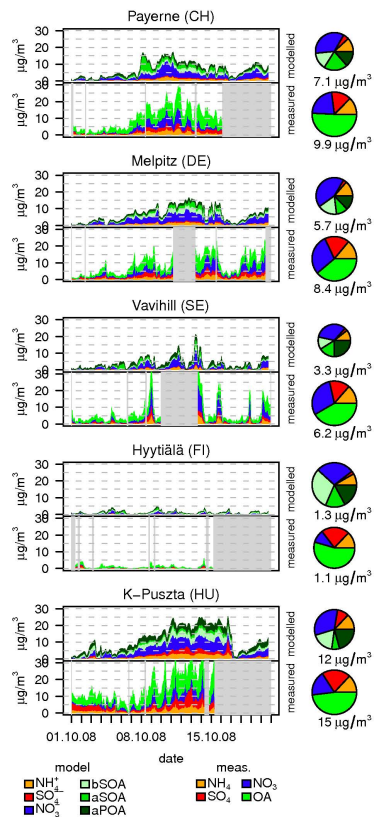 Payerne (CH)
30
20
10
0
µg/m³
modelled
7.1 µg/m³
30
20
10
0
µg/m³
measured
9.9 µg/m³
Melpitz (DE)
30
20
10
0
µg/m³
modelled
5.7 µg/m³
30
20
10
0
µg/m³
measured
8.4 µg/m³
Vavihill (SE)
30
20
10
0
µg/m³
modelled
3.3 µg/m³
30
20
10
0
µg/m³
measured
6.2 µg/m³
Hyytiälä (FI)
30
20
10
0
µg/m³
modelled
1.3 µg/m³
30
20
10
0
µg/m³
measured
1.1 µg/m³
K−Puszta (HU)
30
20
10
0
µg/m³
modelled
12 µg/m³
30
20
10
0
µg/m³
measured
15 µg/m³
01.10.08 08.10.08 15.10.08
date
model meas.
NH₄⁺ bSOA NH₄ NO₃
SO₄⁻ aSOA SO₄ OA
NO₃⁻ aPOA